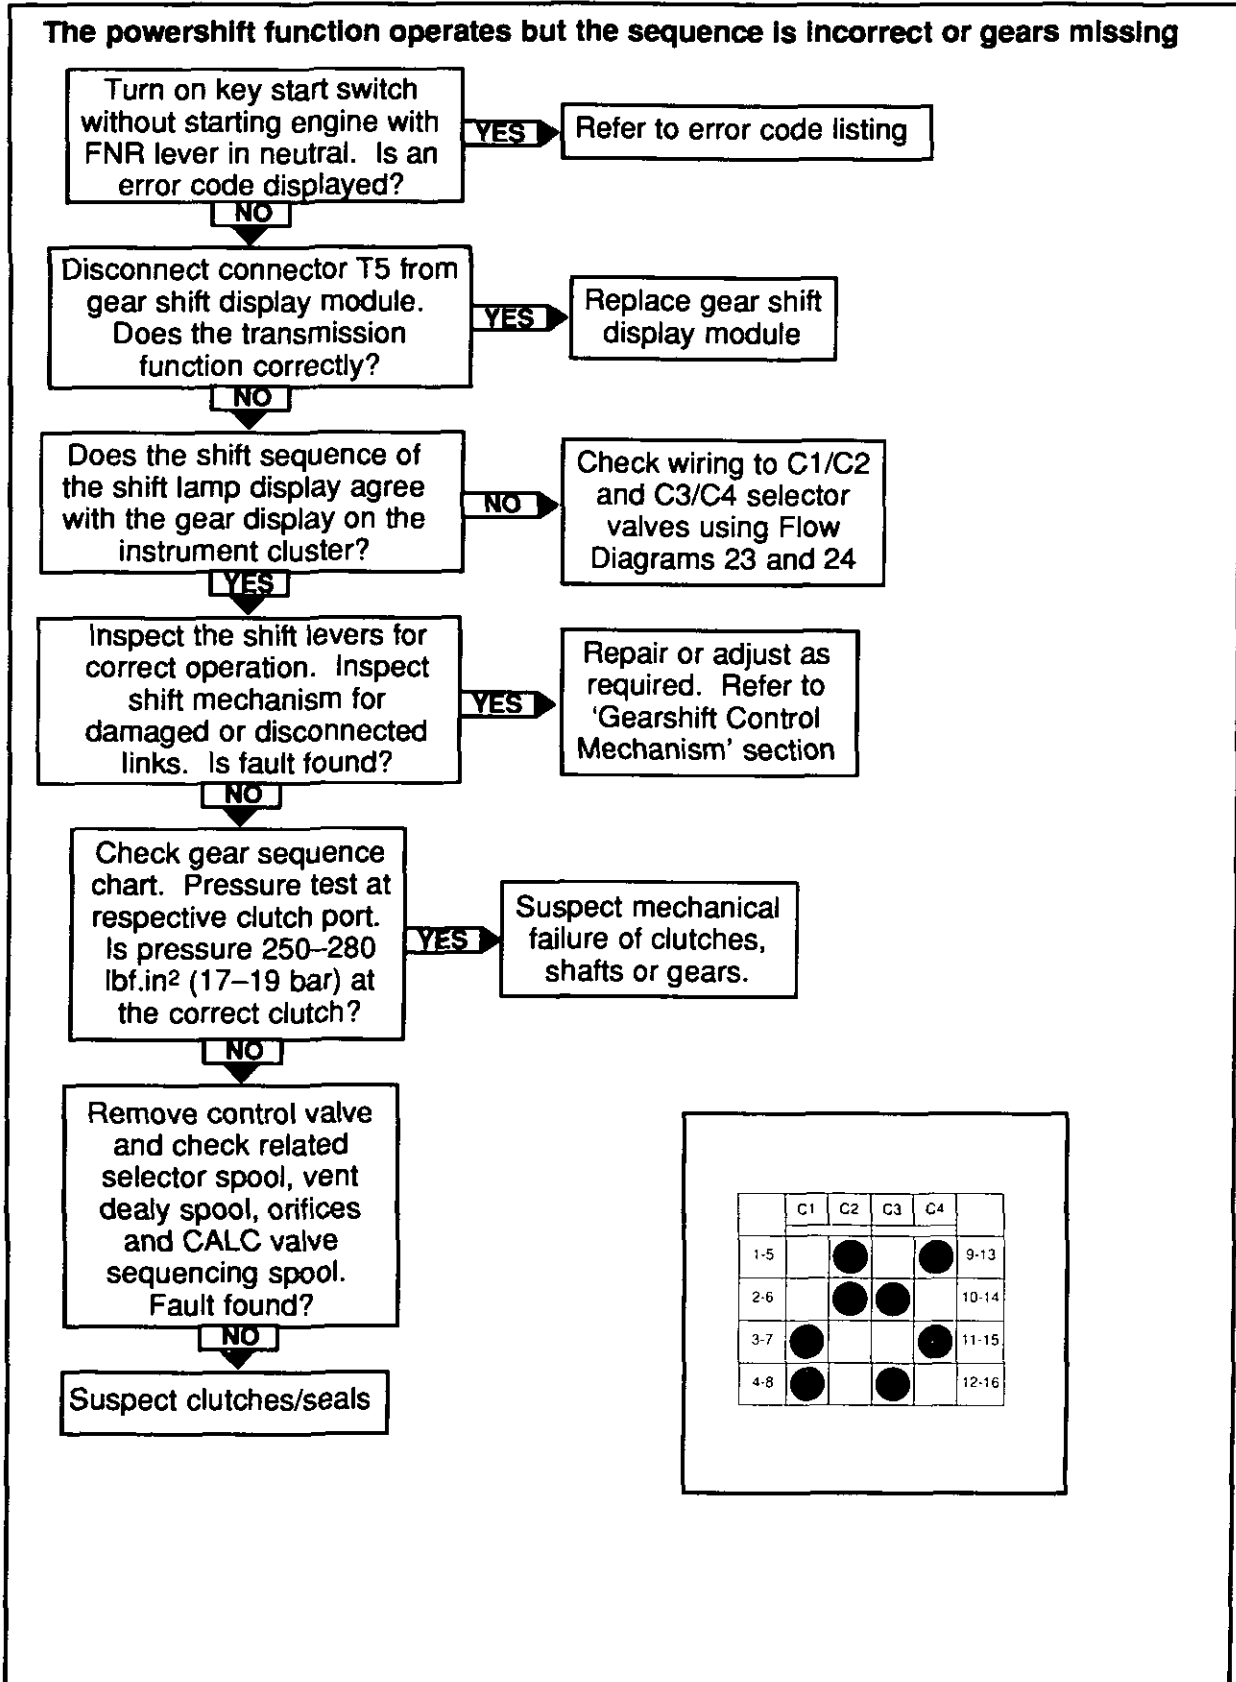 The powershift function operates but the sequence is incorrect or gears missing
Turn on key start switch
without starting engine with
FNR lever in neutral. Is an
error code displayed?
YES
Refer to error code listing
NO
Disconnect connector T5 from
gear shift display module.
Does the transmission
function correctly?
YES
Replace gear shift
display module
NO
Does the shift sequence of
the shift lamp display agree
with the gear display on the
instrument cluster?
NO
Check wiring to C1/C2
and C3/C4 selector
valves using Flow
Diagrams 23 and 24
YES
Inspect the shift levers for
correct operation. Inspect
shift mechanism for
damaged or disconnected
links. Is fault found?
YES
Repair or adjust as
required. Refer to
‘Gearshift Control
Mechanism’ section
NO
Check gear sequence
chart. Pressure test at
respective clutch port.
Is pressure 250–280
lbf.in² (17–19 bar) at
the correct clutch?
YES
Suspect mechanical
failure of clutches,
shafts or gears.
NO
Remove control valve
and check related
selector spool, vent
dealy spool, orifices
and CALC valve
sequencing spool.
Fault found?
NO
Suspect clutches/seals
C1 C2 C3 C4
1-5 9-13
2-6 10-14
3-7 11-15
4-8 12-16